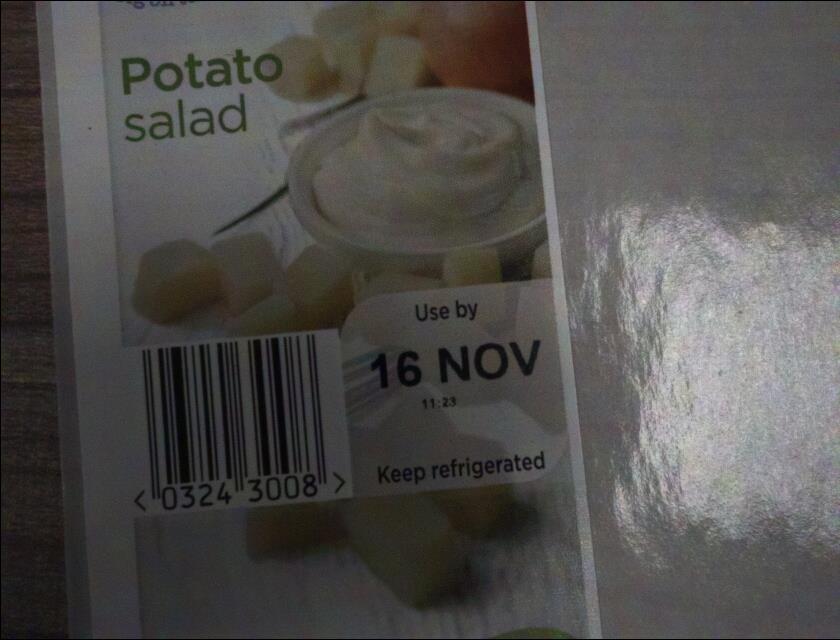 Potato
salad
Use by
16 NOV
11:23
Keep refrigerated
<0324 3008>